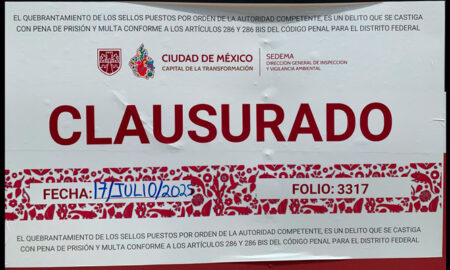 EL QUEBRANTAMIENTO DE LOS SELLOS PUESTOS POR ORDEN DE LA AUTORIDAD COMPETENTE, ES UN DELITO QUE SE CASTIGA
CON PENA DE PRISIÓN Y MULTA CONFORME A LOS ARTÍCULOS 286 Y 286 BIS DEL CÓDIGO PENAL PARA EL DISTRITO FEDERAL
CIUDAD DE MÉXICO
CAPITAL DE LA TRANSFORMACIÓN
SEDEMA
DIRECCIÓN GENERAL DE INSPECCIÓN
Y VIGILANCIA AMBIENTAL
CLAUSURADO
FECHA: 17/JULIO/2025
FOLIO: 3317
EL QUEBRANTAMIENTO DE LOS SELLOS PUESTOS POR ORDEN DE LA AUTORIDAD COMPETENTE, ES UN DELITO QUE SE CASTIGA
CON PENA DE PRISIÓN Y MULTA CONFORME A LOS ARTÍCULOS 286 Y 286 BIS DEL CÓDIGO PENAL PARA EL DISTRITO FEDERAL